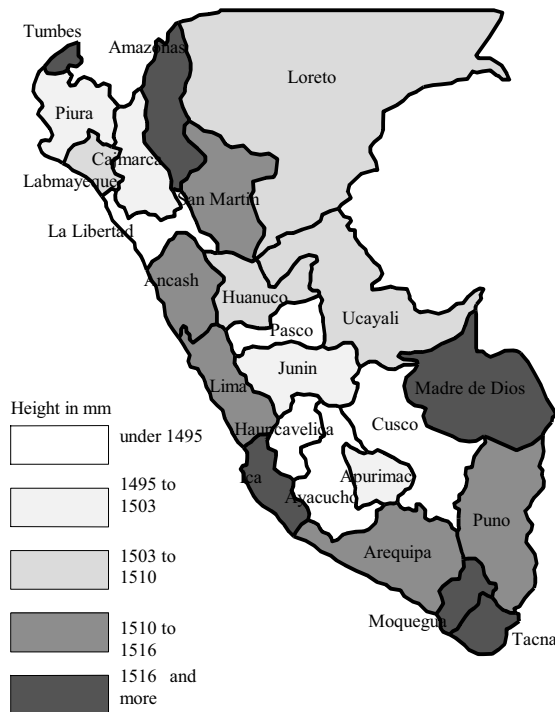 Tumbes
Amazonas
Loreto
Piura
Caimarca
Labmayeque
San Martin
La Libertad
Ancash
Huanuco
Ucayali
Pasco
Junin
Lima
Madre de Dios
Height in mm
under 1495
Hauncavelica
Cusco
Ica
Apurimac
Ayacucho
1495 to
1503
Puno
Arequipa
1503 to
1510
1510 to
1516
Moquegua
Tacna
1516 and
more